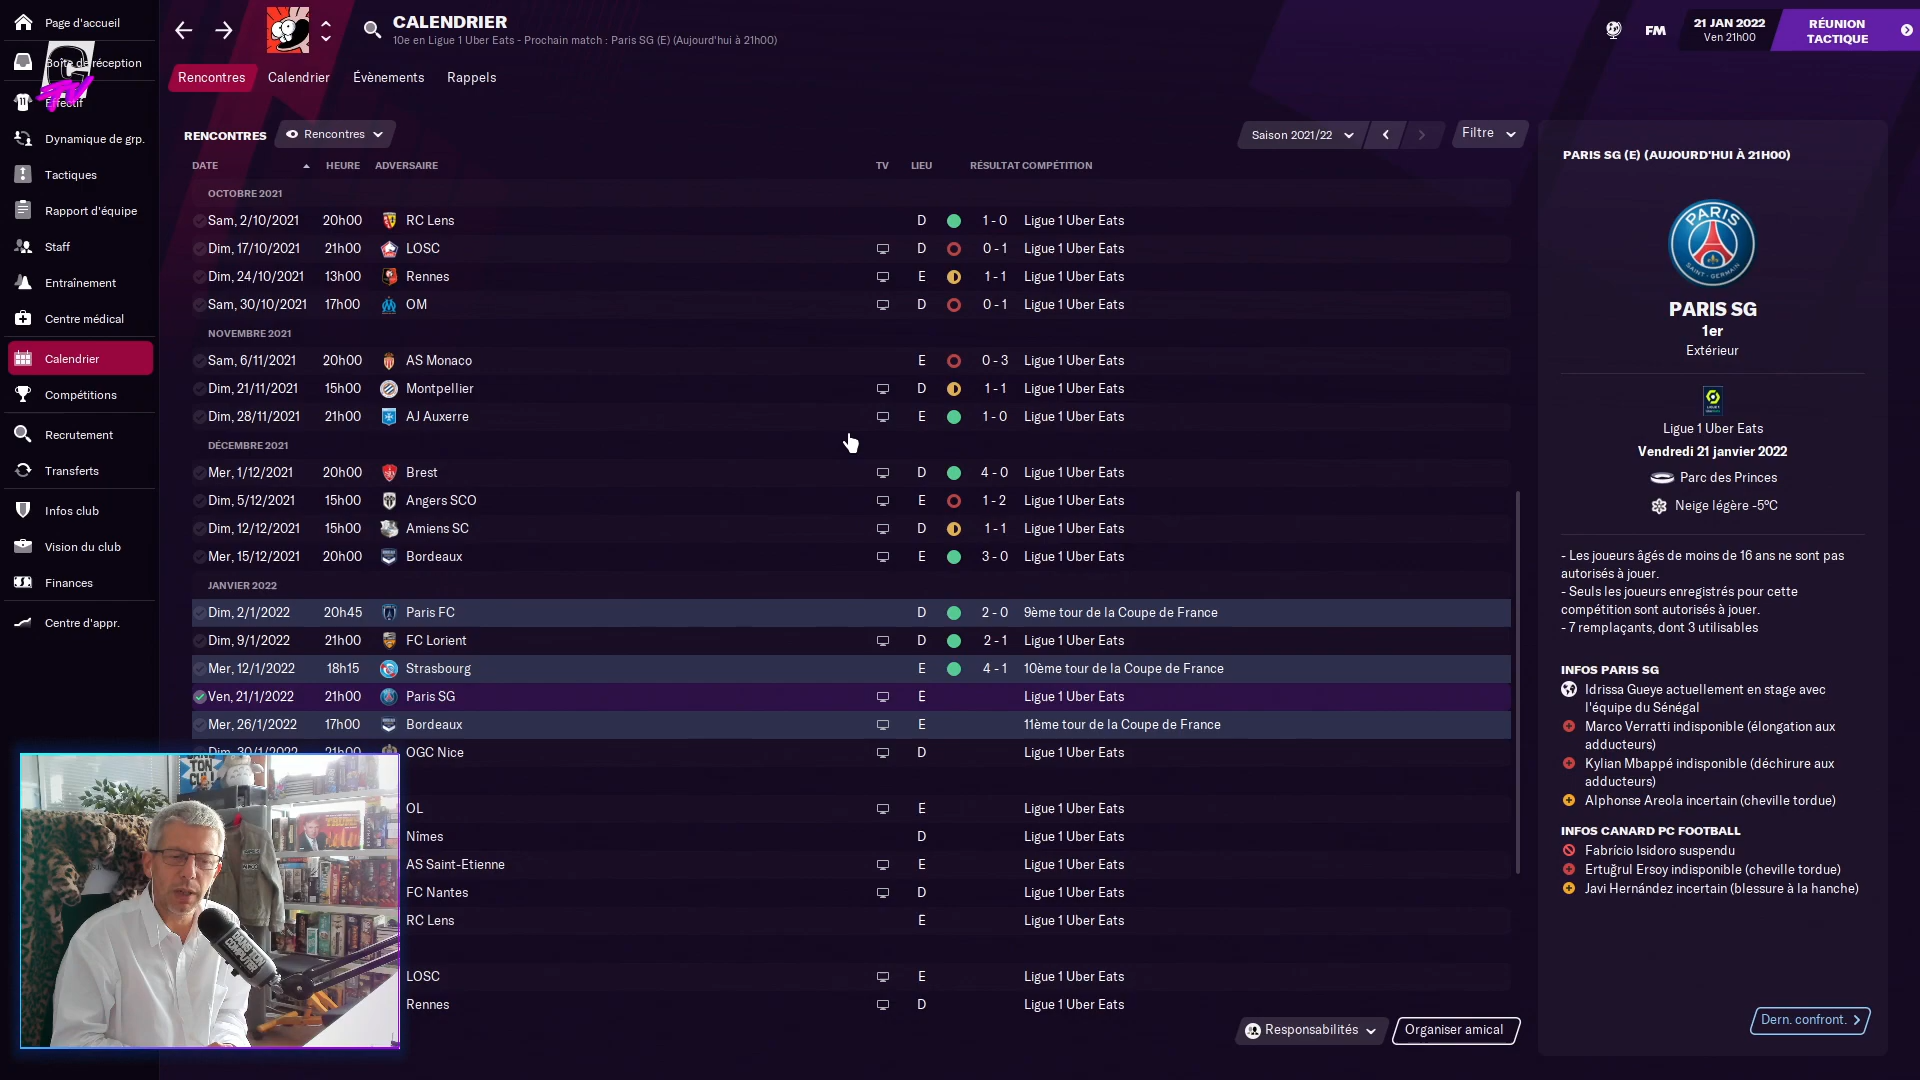 Page d'accueil
Boîte de réception
Effectif
Dynamique de grp.
Tactiques
Rapport d'équipe
Staff
Entraînement
Centre médical
Calendrier
Compétitions
Recrutement
Transferts
Infos club
Vision du club
Finances
Centre d'appr.
CALENDRIER
10e en Ligue 1 Uber Eats - Prochain match : Paris SG (E) (Aujourd'hui à 21h00)
FM
21 JAN 2022
Ven 21h00
RÉUNION
TACTIQUE
Rencontres Calendrier Évènements Rappels
RENCONTRES Rencontres Saison 2021/22 Filtre
DATE HEURE ADVERSAIRE TV LIEU RÉSULTAT COMPÉTITION
OCTOBRE 2021
Sam, 2/10/2021 20h00 RC Lens D 1 - 0 Ligue 1 Uber Eats
Dim, 17/10/2021 21h00 LOSC D 0 - 1 Ligue 1 Uber Eats
Dim, 24/10/2021 13h00 Rennes E 1 - 1 Ligue 1 Uber Eats
Sam, 30/10/2021 17h00 OM D 0 - 1 Ligue 1 Uber Eats
NOVEMBRE 2021
Sam, 6/11/2021 20h00 AS Monaco E 0 - 3 Ligue 1 Uber Eats
Dim, 21/11/2021 15h00 Montpellier D 1 - 1 Ligue 1 Uber Eats
Dim, 28/11/2021 21h00 AJ Auxerre E 1 - 0 Ligue 1 Uber Eats
DÉCEMBRE 2021
Mer, 1/12/2021 20h00 Brest D 4 - 0 Ligue 1 Uber Eats
Dim, 5/12/2021 15h00 Angers SCO E 1 - 2 Ligue 1 Uber Eats
Dim, 12/12/2021 15h00 Amiens SC D 1 - 1 Ligue 1 Uber Eats
Mer, 15/12/2021 20h00 Bordeaux E 3 - 0 Ligue 1 Uber Eats
JANVIER 2022
Dim, 2/1/2022 20h45 Paris FC D 2 - 0 9ème tour de la Coupe de France
Dim, 9/1/2022 21h00 FC Lorient D 2 - 1 Ligue 1 Uber Eats
Mer, 12/1/2022 18h15 Strasbourg E 4 - 1 10ème tour de la Coupe de France
Ven, 21/1/2022 21h00 Paris SG E Ligue 1 Uber Eats
Mer, 26/1/2022 17h00 Bordeaux E 11ème tour de la Coupe de France
Dim, 30/1/2022 21h00 OGC Nice D Ligue 1 Uber Eats
OL E Ligue 1 Uber Eats
Nîmes D Ligue 1 Uber Eats
AS Saint-Etienne E Ligue 1 Uber Eats
FC Nantes D Ligue 1 Uber Eats
RC Lens E Ligue 1 Uber Eats
LOSC E Ligue 1 Uber Eats
Rennes D Ligue 1 Uber Eats
Responsabilités Organiser amical
PARIS SG (E) (AUJOURD'HUI À 21H00)
PARIS
SAINT-GERMAIN
PARIS SG
1er
Extérieur
Ligue 1 Uber Eats
Vendredi 21 janvier 2022
Parc des Princes
Neige légère -5°C
- Les joueurs âgés de moins de 16 ans ne sont pas
autorisés à jouer.
- Seuls les joueurs enregistrés pour cette
compétition sont autorisés à jouer.
- 7 remplaçants, dont 3 utilisables
INFOS PARIS SG
Idrissa Gueye actuellement en stage avec
l'équipe du Sénégal
Marco Verratti indisponible (élongation aux
adducteurs)
Kylian Mbappé indisponible (déchirure aux
adducteurs)
Alphonse Areola incertain (cheville tordue)
INFOS CANARD PC FOOTBALL
Fabrício Isidoro suspendu
Ertuğrul Ersoy indisponible (cheville tordue)
Javi Hernández incertain (blessure à la hanche)
Dern. confront.
DANS TON
COMPUTER